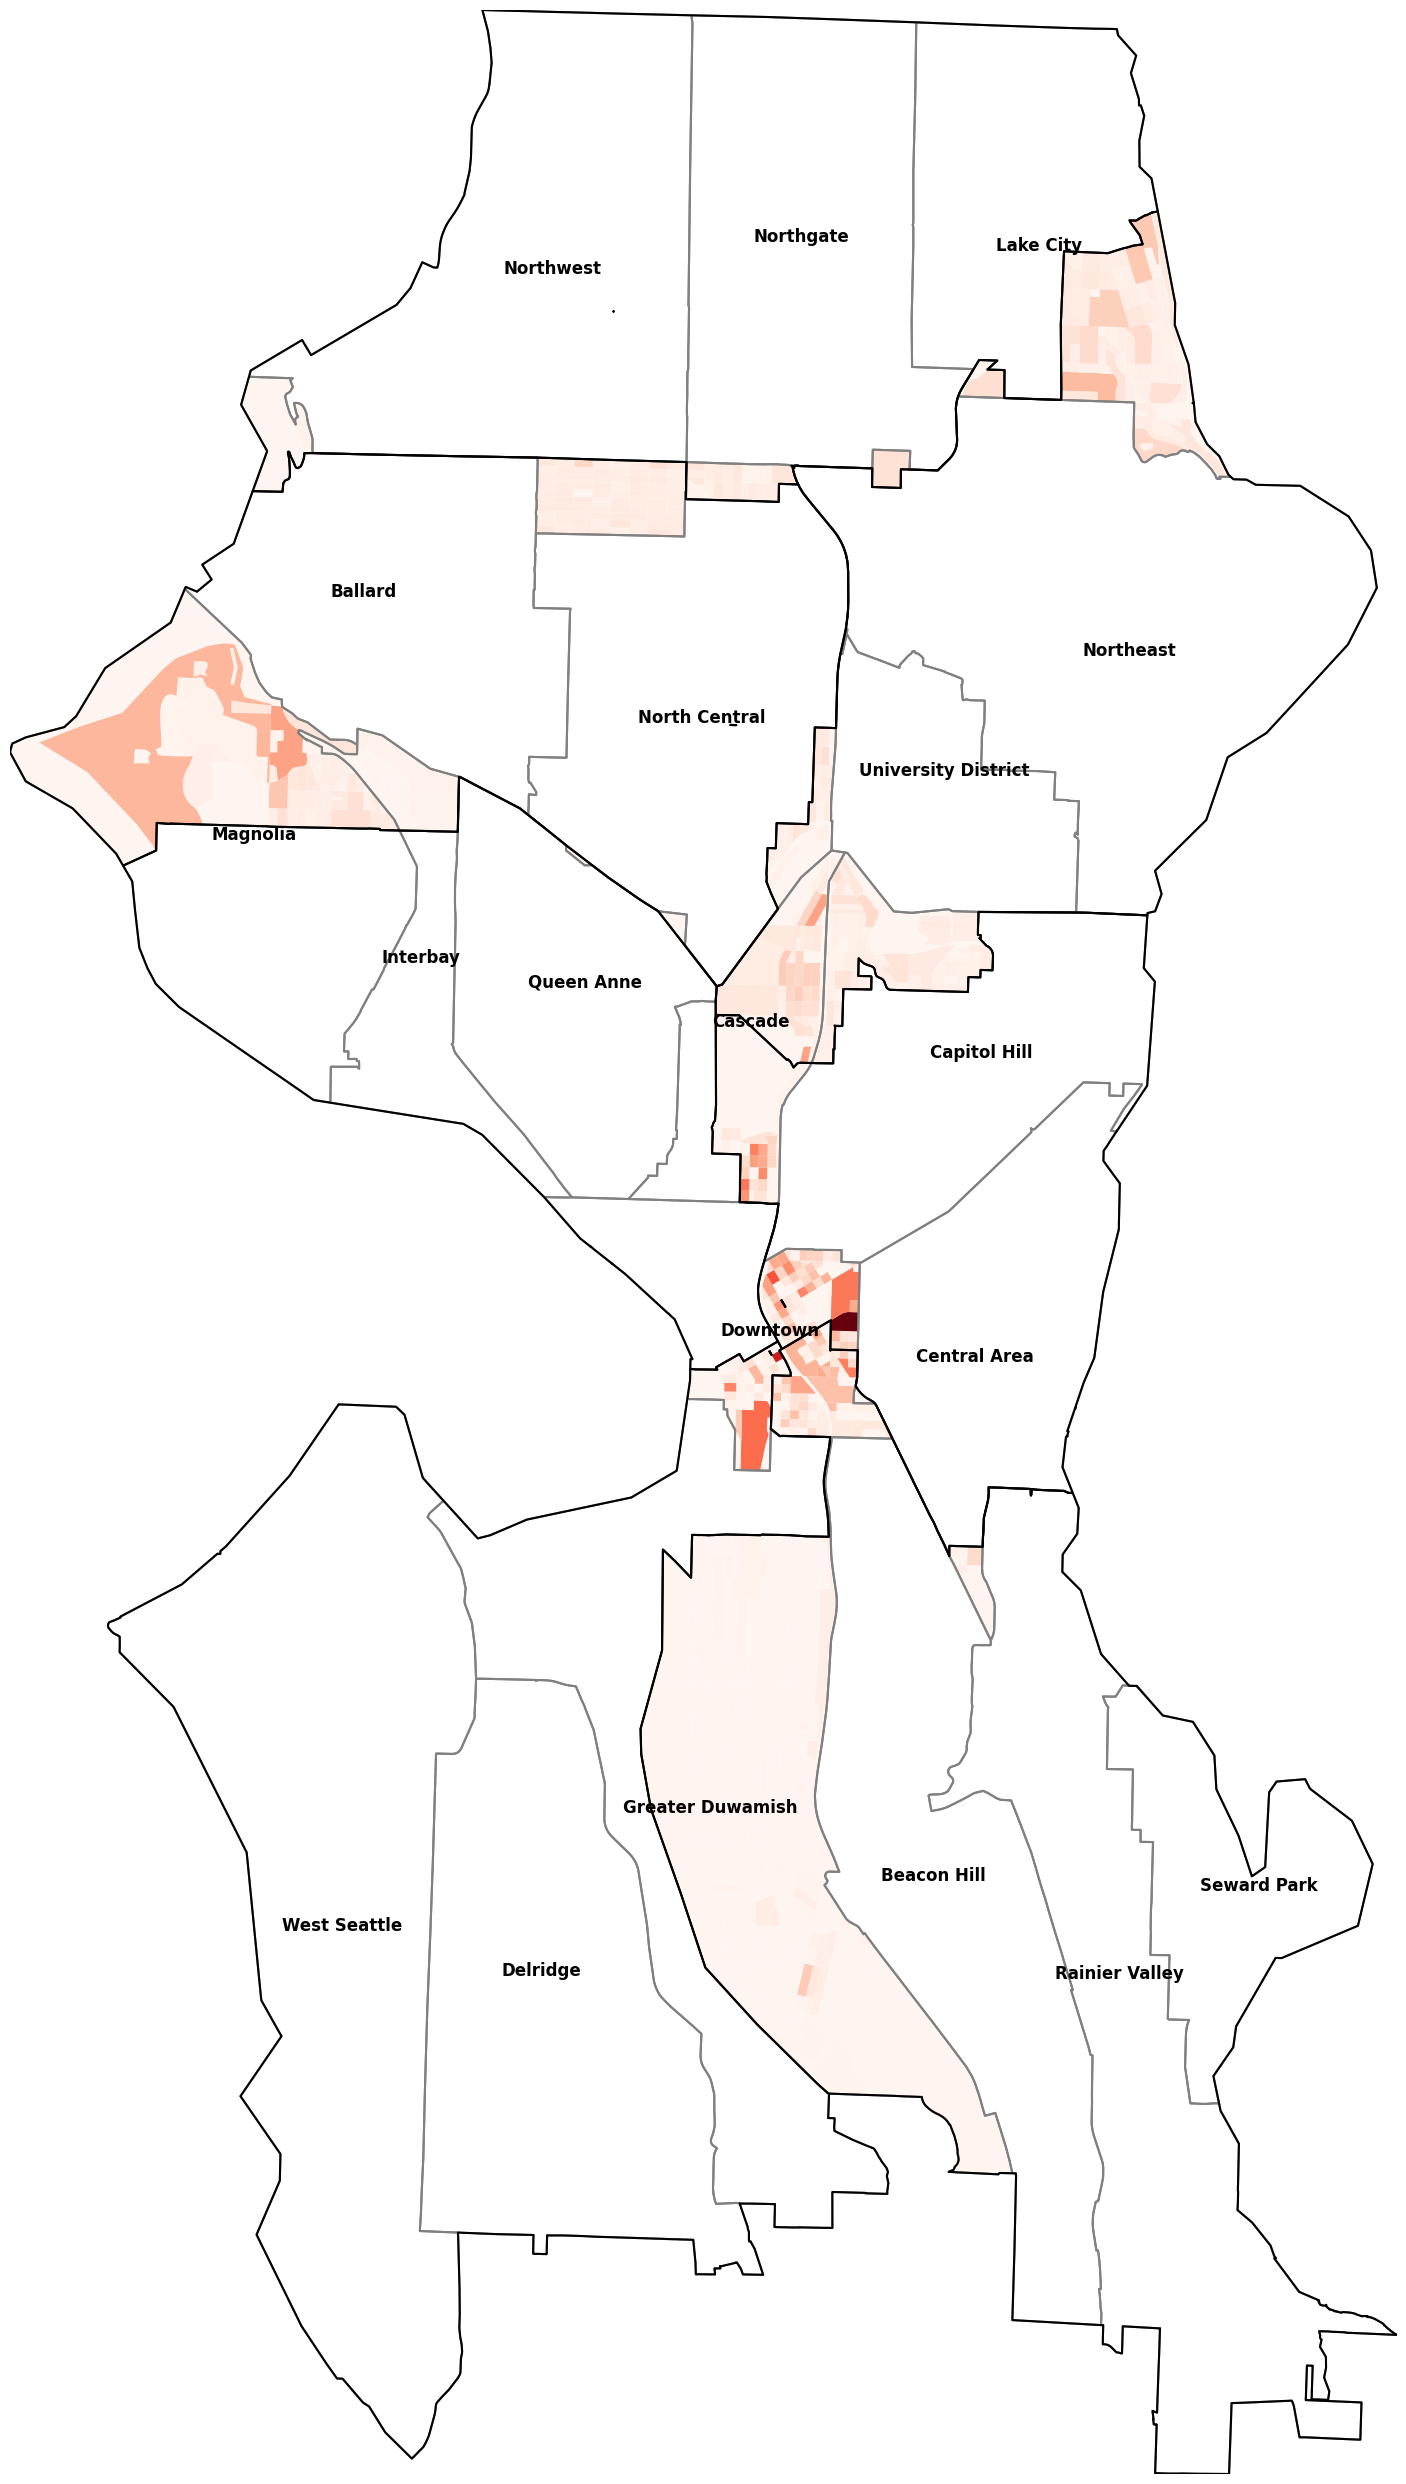 Northgate
Lake City
Northwest
Ballard
Northeast
North Central
University District
Magnolia
Interbay
Queen Anne
Cascade
Capitol Hill
Downtown
Central Area
Greater Duwamish
Beacon Hill
Seward Park
West Seattle
Delridge
Rainier Valley